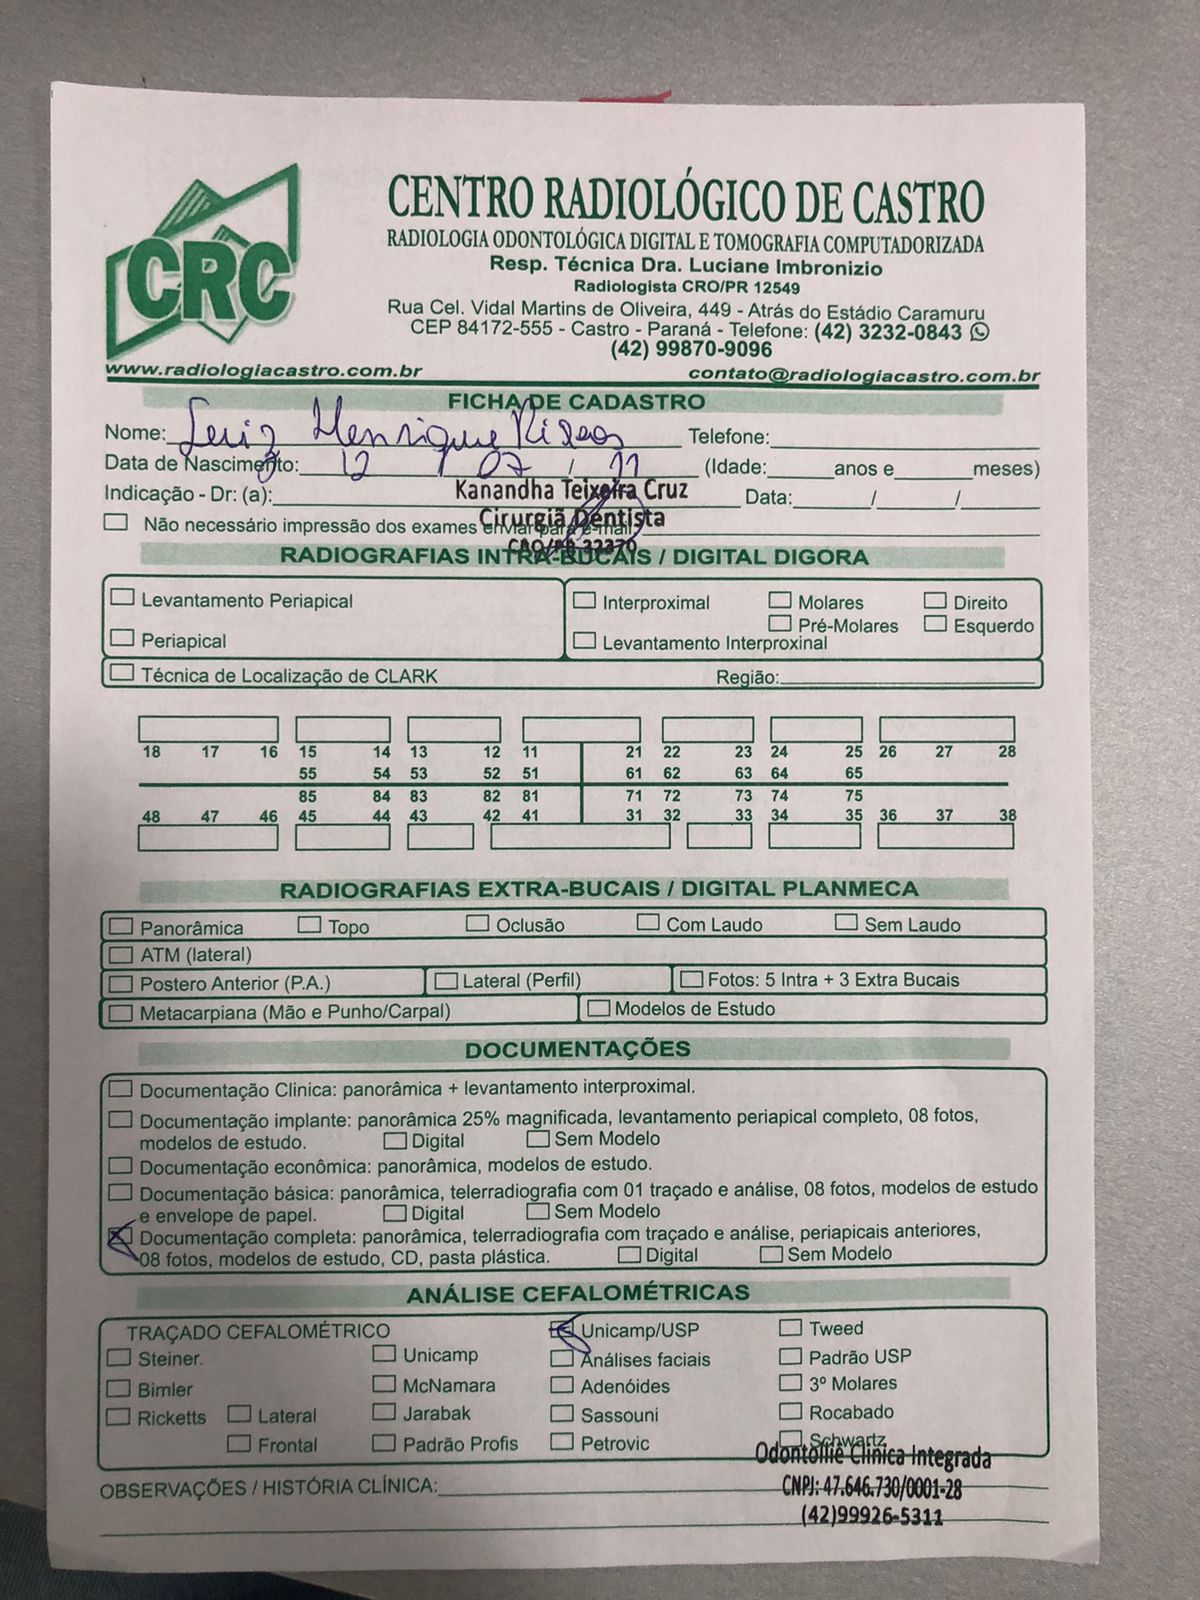 CRC
CENTRO RADIOLÓGICO DE CASTRO
RADIOLOGIA ODONTOLÓGICA DIGITAL E TOMOGRAFIA COMPUTADORIZADA
Resp. Técnica Dra. Luciane Imbronizio
Radiologista CRO/PR 12549
Rua Cel. Vidal Martins de Oliveira, 449 - Atrás do Estádio Caramuru
CEP 84172-555 - Castro - Paraná - Telefone: (42) 3232-0843
(42) 99870-9096
www.radiologiacastro.com.br contato@radiologiacastro.com.br
FICHA DE CADASTRO
Nome: Luiz Henrique Telefone:
Data de Nascimento: 12 / 07 / 11 (Idade: anos e meses)
Indicação - Dr: (a): Kanandha Teixeira Cruz Data: / /
Cirurgiã Dentista
Não necessário impressão dos exames enviar para e-mail
CRO/PR 32370
RADIOGRAFIAS INTRA-BUCAIS / DIGITAL DIGORA
Levantamento Periapical Interproximal Molares Direito
Pré-Molares Esquerdo
Periapical Levantamento Interproxinal
Técnica de Localização de CLARK Região:
18 17 16 15 14 13 12 11 21 22 23 24 25 26 27 28
55 54 53 52 51 61 62 63 64 65
85 84 83 82 81 71 72 73 74 75
48 47 46 45 44 43 42 41 31 32 33 34 35 36 37 38
RADIOGRAFIAS EXTRA-BUCAIS / DIGITAL PLANMECA
Panorâmica Topo Oclusão Com Laudo Sem Laudo
ATM (lateral)
Postero Anterior (P.A.) Lateral (Perfil) Fotos: 5 Intra + 3 Extra Bucais
Metacarpiana (Mão e Punho/Carpal) Modelos de Estudo
DOCUMENTAÇÕES
Documentação Clinica: panorâmica + levantamento interproximal.
Documentação implante: panorâmica 25% magnificada, levantamento periapical completo, 08 fotos,
modelos de estudo. Digital Sem Modelo
Documentação econômica: panorâmica, modelos de estudo.
Documentação básica: panorâmica, telerradiografia com 01 traçado e análise, 08 fotos, modelos de estudo
e envelope de papel. Digital Sem Modelo
Documentação completa: panorâmica, telerradiografia com traçado e análise, periapicais anteriores,
08 fotos, modelos de estudo, CD, pasta plástica. Digital Sem Modelo
ANÁLISE CEFALOMÉTRICAS
TRAÇADO CEFALOMÉTRICO Unicamp/USP Tweed
Steiner. Unicamp Análises faciais Padrão USP
Bimler McNamara Adenóides 3º Molares
Ricketts Lateral Jarabak Sassouni Rocabado
Frontal Padrão Profis Petrovic Schwartz
Odontollie Clínica Integrada
OBSERVAÇÕES / HISTÓRIA CLÍNICA: CNPJ: 47.646.730/0001-28
(42)99926-5311